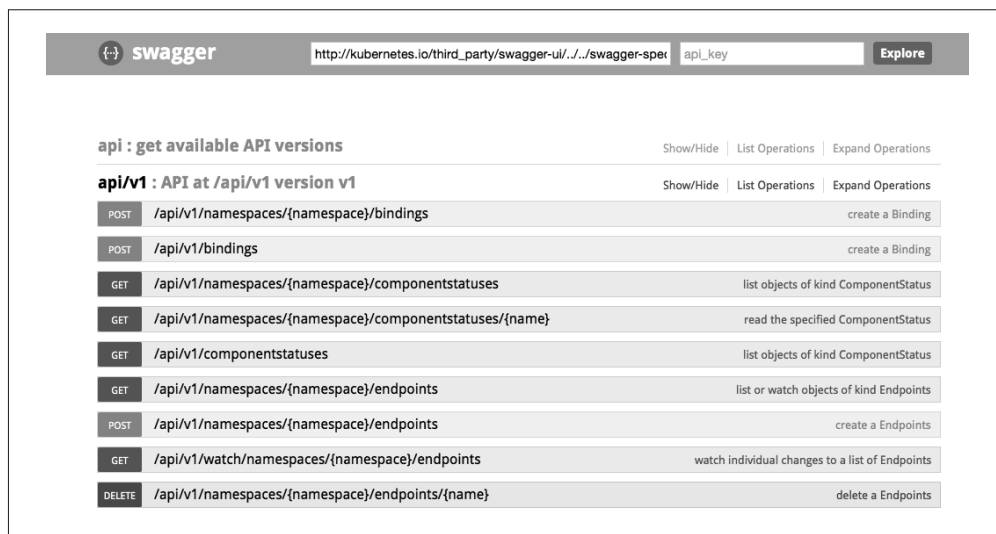 {···} swagger http://kubernetes.io/third_party/swagger-ui/../../swagger-spec api_key Explore
api : get available API versions Show/Hide List Operations Expand Operations
api/v1 : API at /api/v1 version v1 Show/Hide List Operations Expand Operations
POST /api/v1/namespaces/{namespace}/bindings create a Binding
POST /api/v1/bindings create a Binding
GET /api/v1/namespaces/{namespace}/componentstatuses list objects of kind ComponentStatus
GET /api/v1/namespaces/{namespace}/componentstatuses/{name} read the specified ComponentStatus
GET /api/v1/componentstatuses list objects of kind ComponentStatus
GET /api/v1/namespaces/{namespace}/endpoints list or watch objects of kind Endpoints
POST /api/v1/namespaces/{namespace}/endpoints create a Endpoints
GET /api/v1/watch/namespaces/{namespace}/endpoints watch individual changes to a list of Endpoints
DELETE /api/v1/namespaces/{namespace}/endpoints/{name} delete a Endpoints